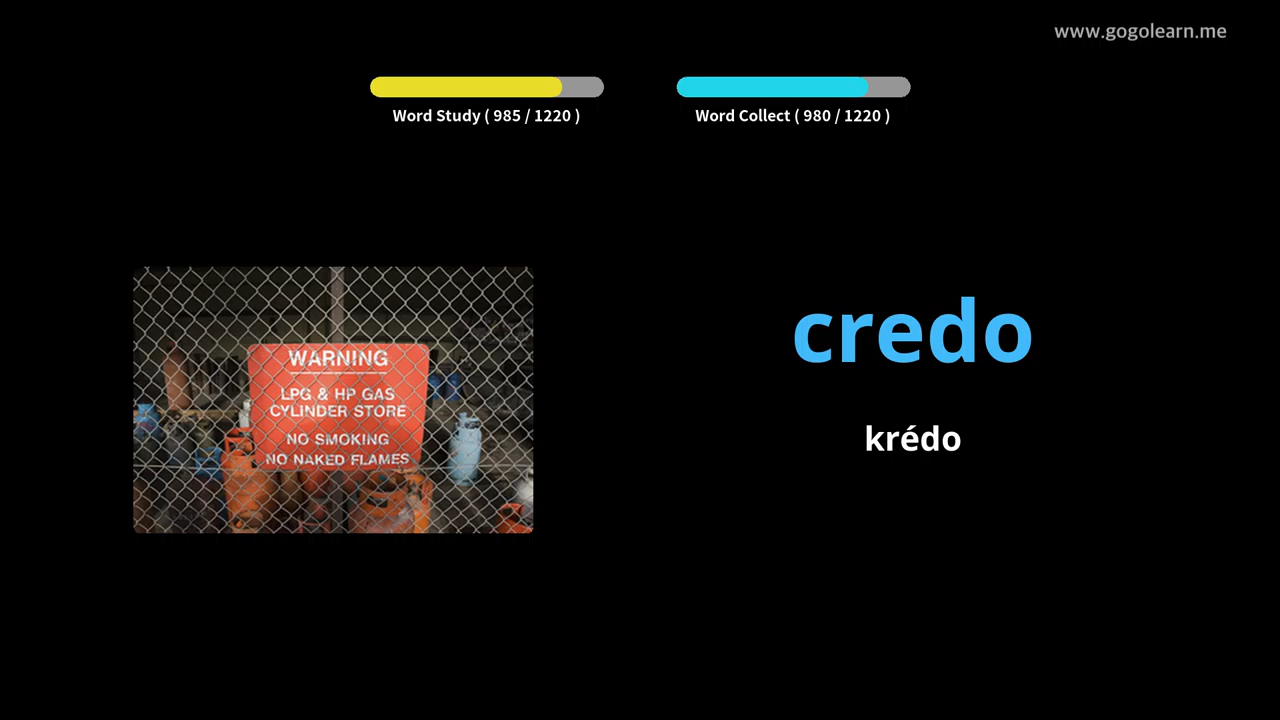 www.gogolearn.me
Word Study ( 985 / 1220 )
Word Collect ( 980 / 1220 )
WARNING
LPG & HP GAS
CYLINDER STORE
NO SMOKING
NO NAKED FLAMES
credo
krédo